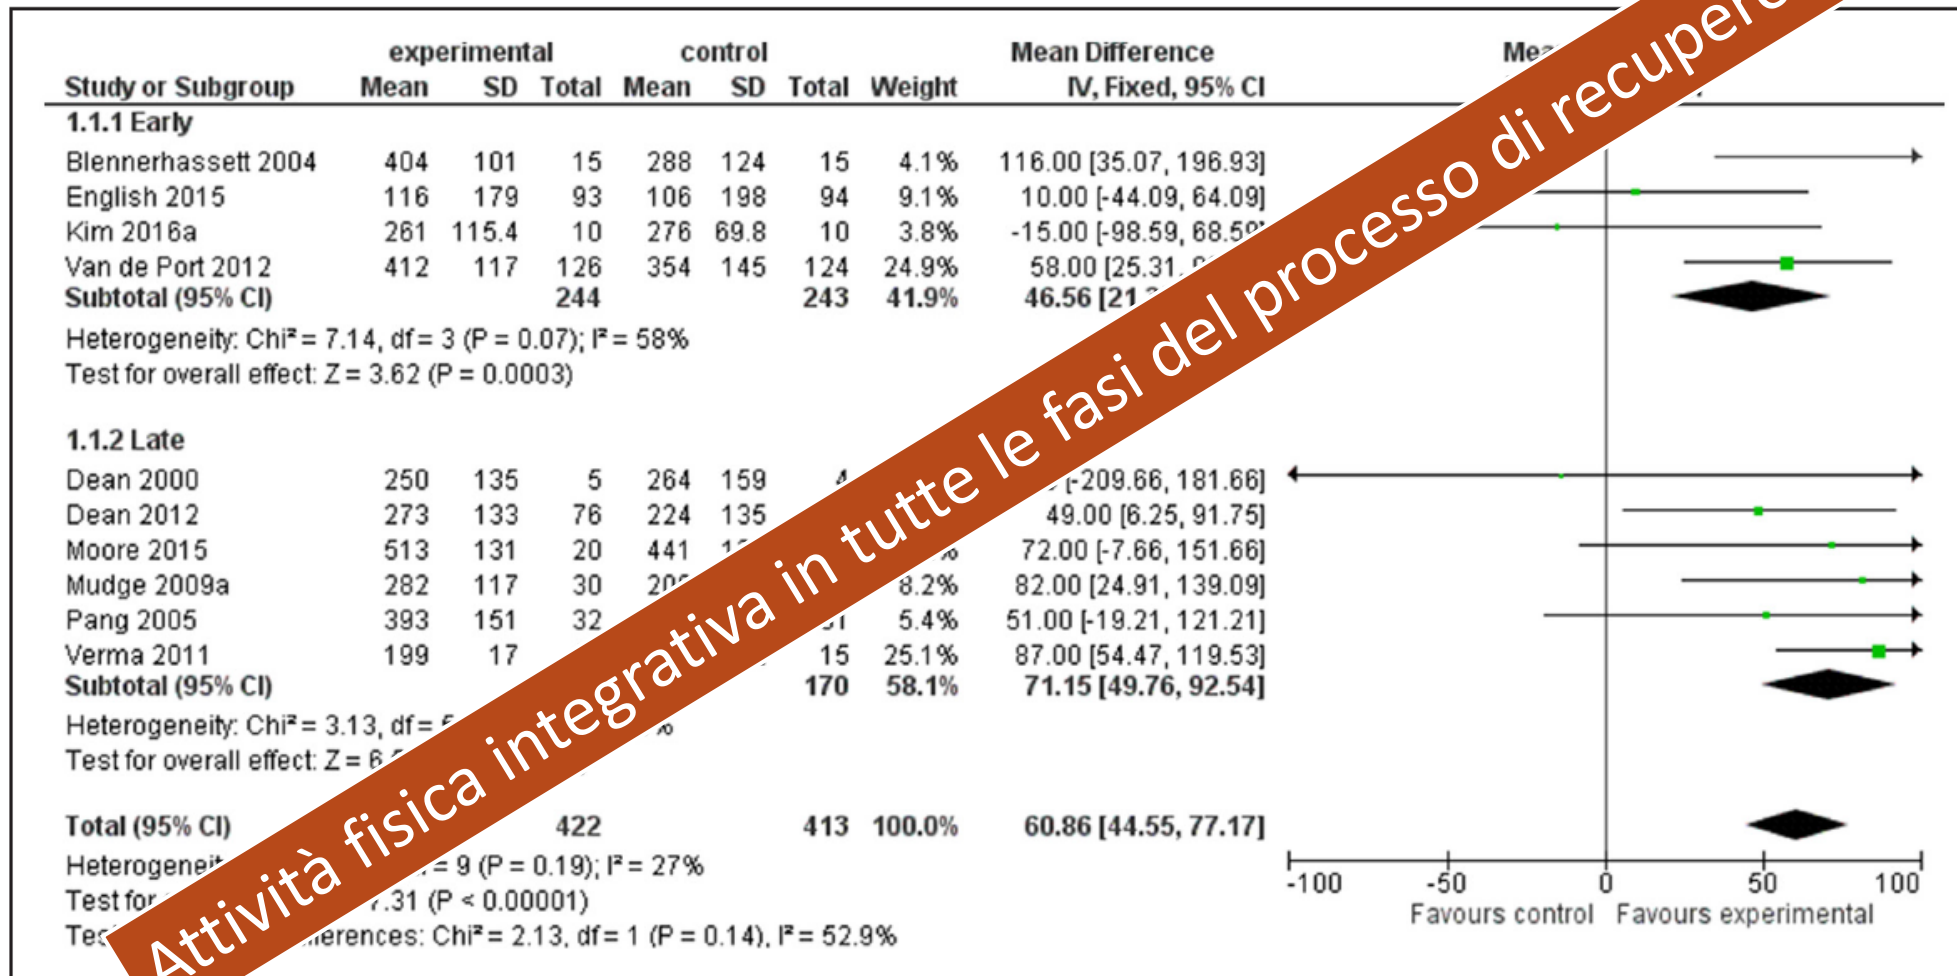 experimental control Mean Difference
Study or Subgroup Mean SD Total Mean SD Total Weight IV, Fixed, 95% CI
1.1.1 Early
Blennerhassett 2004 404 101 15 288 124 15 4.1% 116.00 [35.07, 196.93]
English 2015 116 179 93 106 198 94 9.1% 10.00 [-44.09, 64.09]
Kim 2016a 261 115.4 10 276 69.8 10 3.8% -15.00 [-98.59, 68.59]
Van de Port 2012 412 117 126 354 145 124 24.9% 58.00 [25.31,
Subtotal (95% CI) 244 243 41.9% 46.56
Heterogeneity: Chi² = 7.14, df = 3 (P = 0.07); I² = 58%
Test for overall effect: Z = 3.62 (P = 0.0003)
1.1.2 Late
Dean 2000 250 135 5 264 159 4 [-209.66, 181.66]
Dean 2012 273 133 76 224 135 49.00 [6.25, 91.75]
Moore 2015 513 131 20 441 72.00 [-7.66, 151.66]
Mudge 2009a 282 117 30 8.2% 82.00 [24.91, 139.09]
Pang 2005 393 151 32 5.4% 51.00 [-19.21, 121.21]
Verma 2011 199 17 15 25.1% 87.00 [54.47, 119.53]
Subtotal (95% CI) 170 58.1% 71.15 [49.76, 92.54]
Heterogeneity: Chi² = 3.13, df =
Test for overall effect: Z =
Total (95% CI) 422 413 100.0% 60.86 [44.55, 77.17]
= 9 (P = 0.19); I² = 27%
Test for (P < 0.00001)
Chi² = 2.13, df = 1 (P = 0.14), I² = 52.9%
-100 -50 0 50 100
Favours control Favours experimental
Attività fisica integrativa in tutte le fasi del processo di recupero